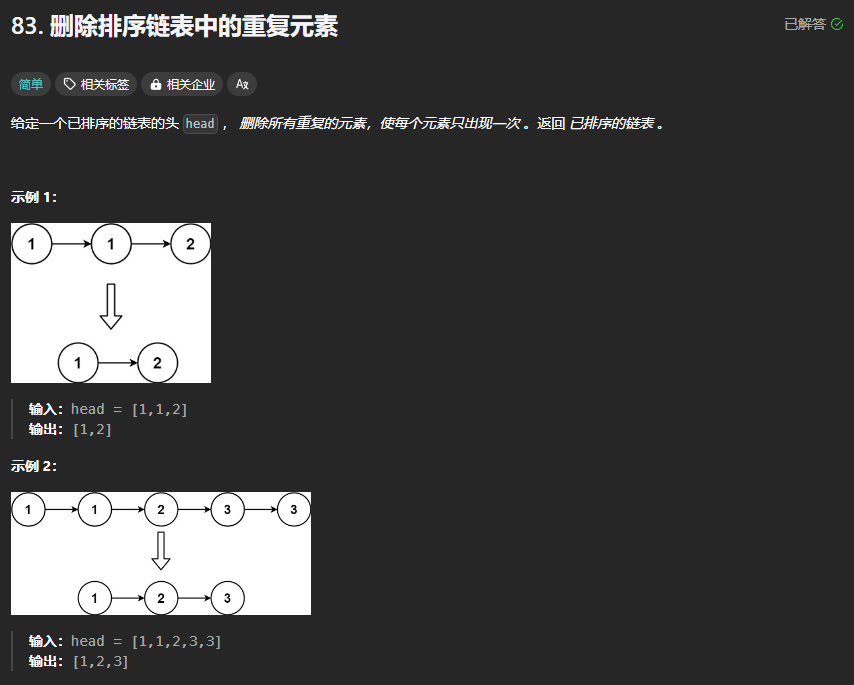 83. 删除排序链表中的重复元素
已解答
简单 相关标签 相关企业 Ax
给定一个已排序的链表的头 head ， 删除所有重复的元素，使每个元素只出现一次 。返回 已排序的链表 。
示例 1：
1 1 2
1 2
输入：head = [1,1,2]
输出：[1,2]
示例 2：
1 1 2 3 3
1 2 3
输入：head = [1,1,2,3,3]
输出：[1,2,3]